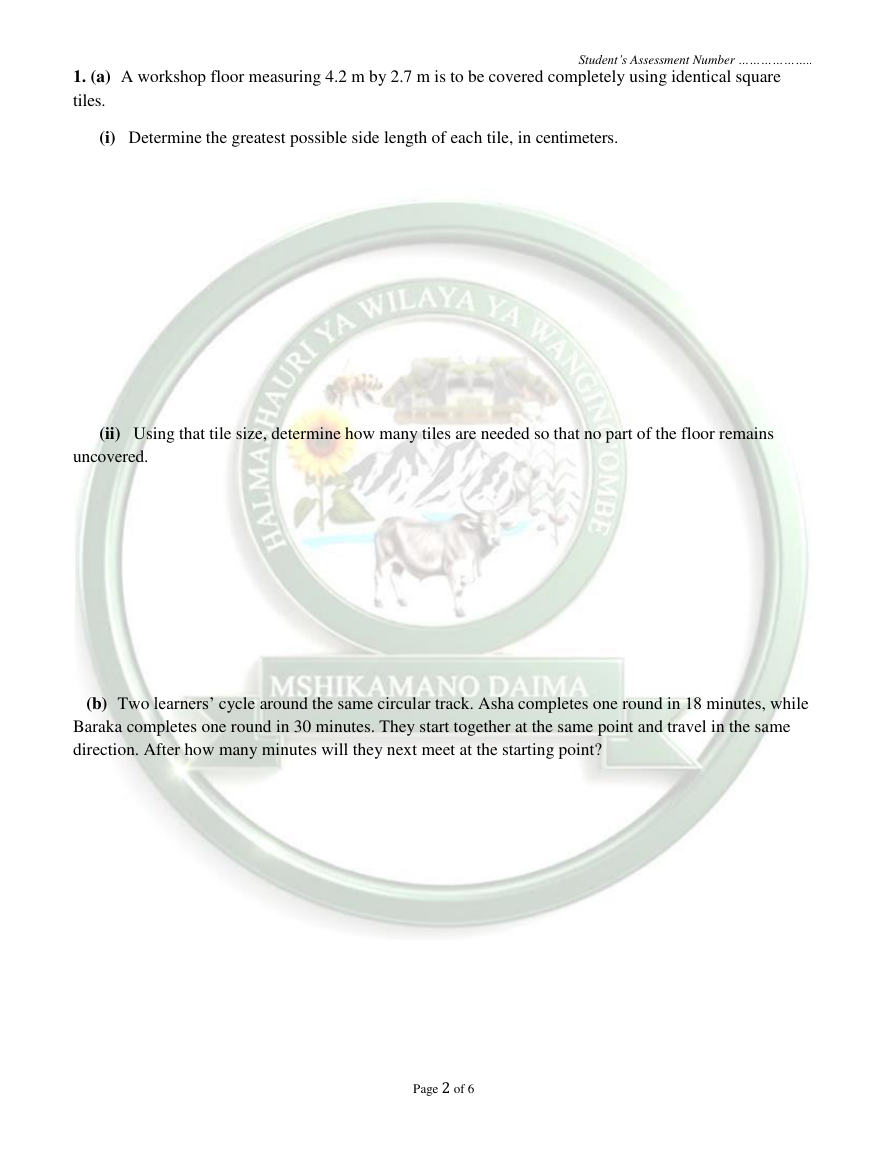 Student's Assessment Number ………………..
1. (a) A workshop floor measuring 4.2 m by 2.7 m is to be covered completely using identical square
tiles.
(i) Determine the greatest possible side length of each tile, in centimeters.
HALMASHAURI YA WILAYA YA WANGING'OMBE
(ii) Using that tile size, determine how many tiles are needed so that no part of the floor remains
uncovered.
MSHIKAMANO DAIMA
(b) Two learners' cycle around the same circular track. Asha completes one round in 18 minutes, while
Baraka completes one round in 30 minutes. They start together at the same point and travel in the same
direction. After how many minutes will they next meet at the starting point?
Page 2 of 6